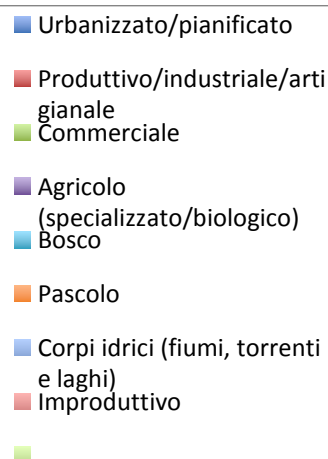 Urbanizzato/pianificato
Produttivo/industriale/arti
gianale
Commerciale
Agricolo
(specializzato/biologico)
Bosco
Pascolo
Corpi idrici (fiumi, torrenti
e laghi)
Improduttivo